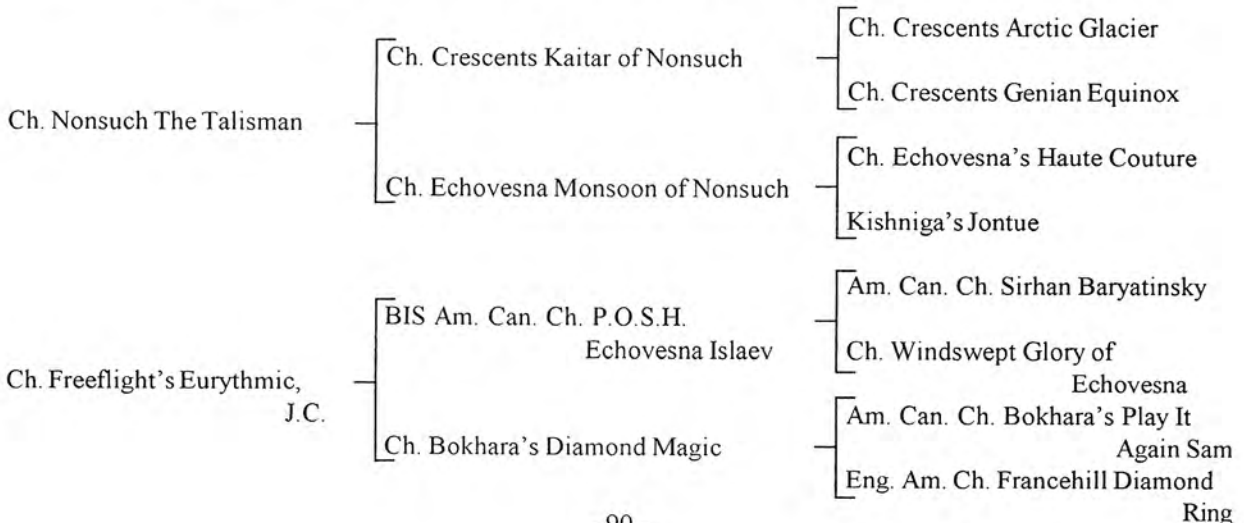 Ch. Crescents Arctic Glacier
Ch. Crescents Kaitar of Nonsuch
Ch. Crescents Genian Equinox
Ch. Nonsuch The Talisman
Ch. Echovesna's Haute Couture
Ch. Echovesna Monsoon of Nonsuch
Kishniga's Jontue
Am. Can. Ch. Sirhan Baryatinsky
BIS Am. Can. Ch. P.O.S.H.
Echovesna Islaev
Ch. Windswept Glory of
Echovesna
Ch. Freeflight's Eurythmic,
J.C.
Am. Can. Ch. Bokhara's Play It
Again Sam
Ch. Bokhara's Diamond Magic
Eng. Am. Ch. Francehill Diamond
Ring